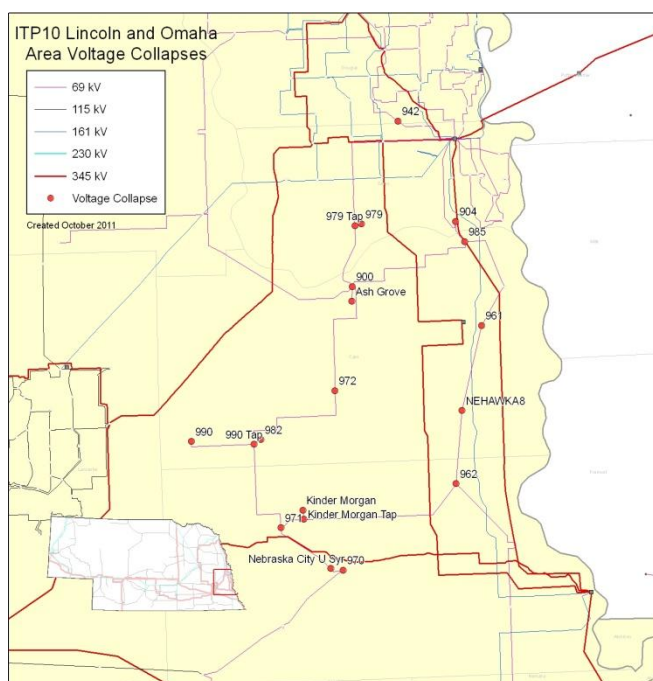 ITP10 Lincoln and Omaha
Area Voltage Collapses
69 kV
115 kV
161 kV
230 kV
345 kV
Voltage Collapse
Created October 2011
942
979 Tap
979
904
985
900
Ash Grove
961
972
NEHAWKA8
990
990 Tap
982
962
Kinder Morgan
Kinder Morgan Tap
971
Nebraska City U Syr
970